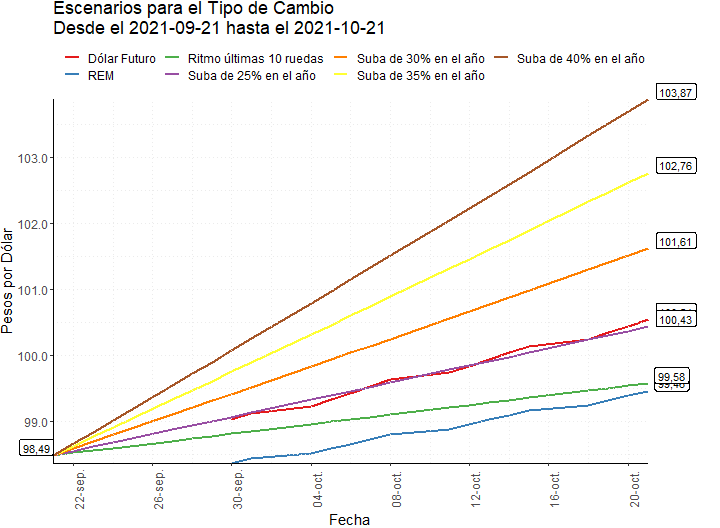 Escenarios para el Tipo de Cambio
Desde el 2021-09-21 hasta el 2021-10-21
Dólar Futuro
Ritmo últimas 10 ruedas
Suba de 30% en el año
Suba de 40% en el año
REM
Suba de 25% en el año
Suba de 35% en el año
103,87
103.0
102,76
102.0
101,61
101.0
100,43
100.0
99,58
99.0
98,49
Pesos por Dólar
22-sep.
26-sep.
30-sep.
04-oct.
08-oct.
12-oct.
16-oct.
20-oct.
Fecha